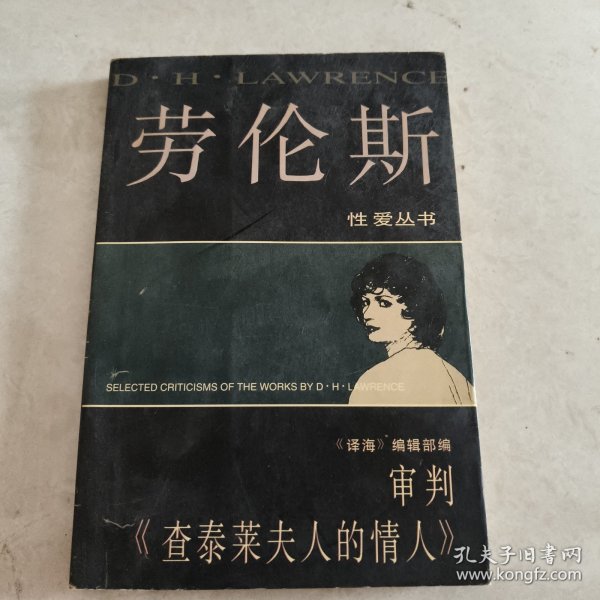 D·H·LAWRENCE
劳伦斯
性爱丛书
SELECTED CRITICISMS OF THE WORKS BY D·H·LAWRENCE
《译海》编辑部编
审判
《查泰莱夫人的情人》
孔夫子旧书网
www.kongfz.com